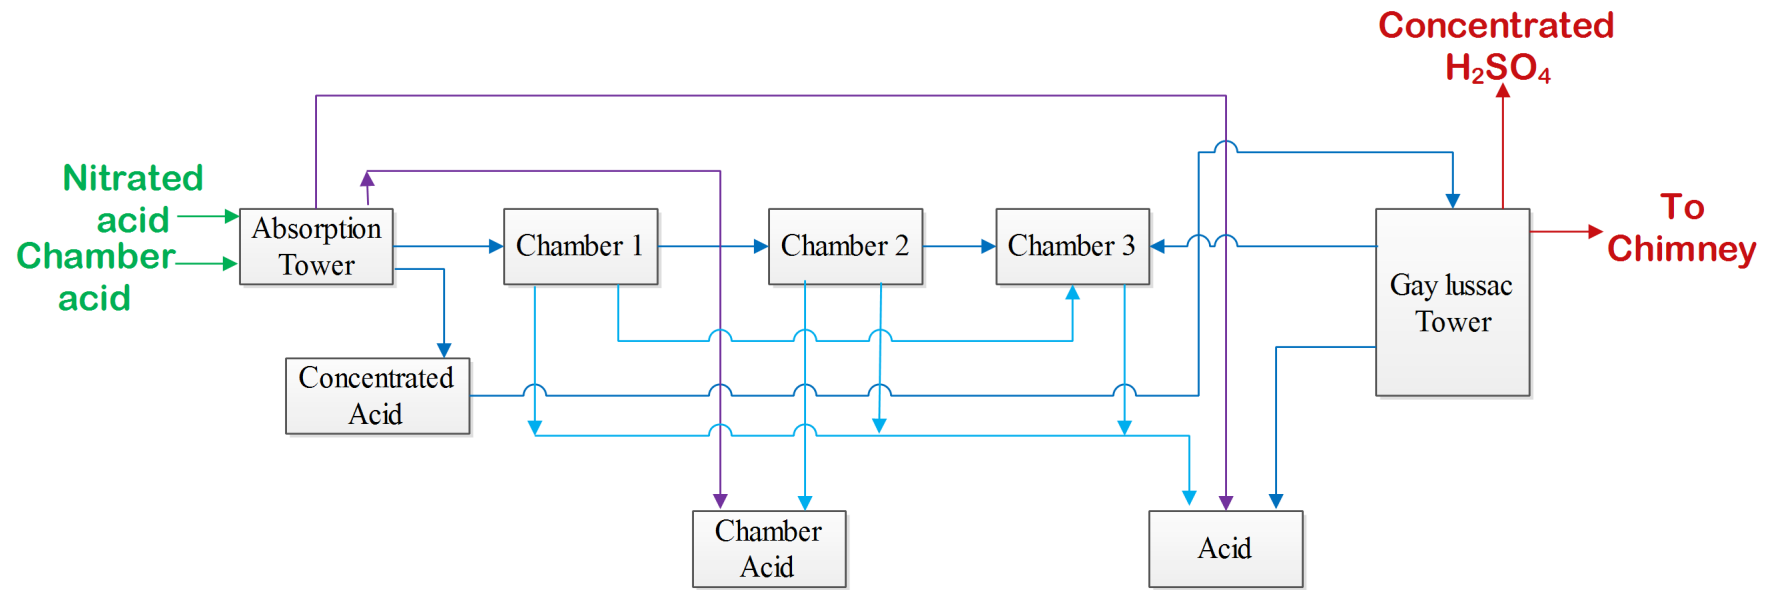 Concentrated
H₂SO₄
Nitrated
acid
Chamber
acid
Absorption
Tower
Chamber 1
Chamber 2
Chamber 3
To
Chimney
Gay lussac
Tower
Concentrated
Acid
Chamber
Acid
Acid